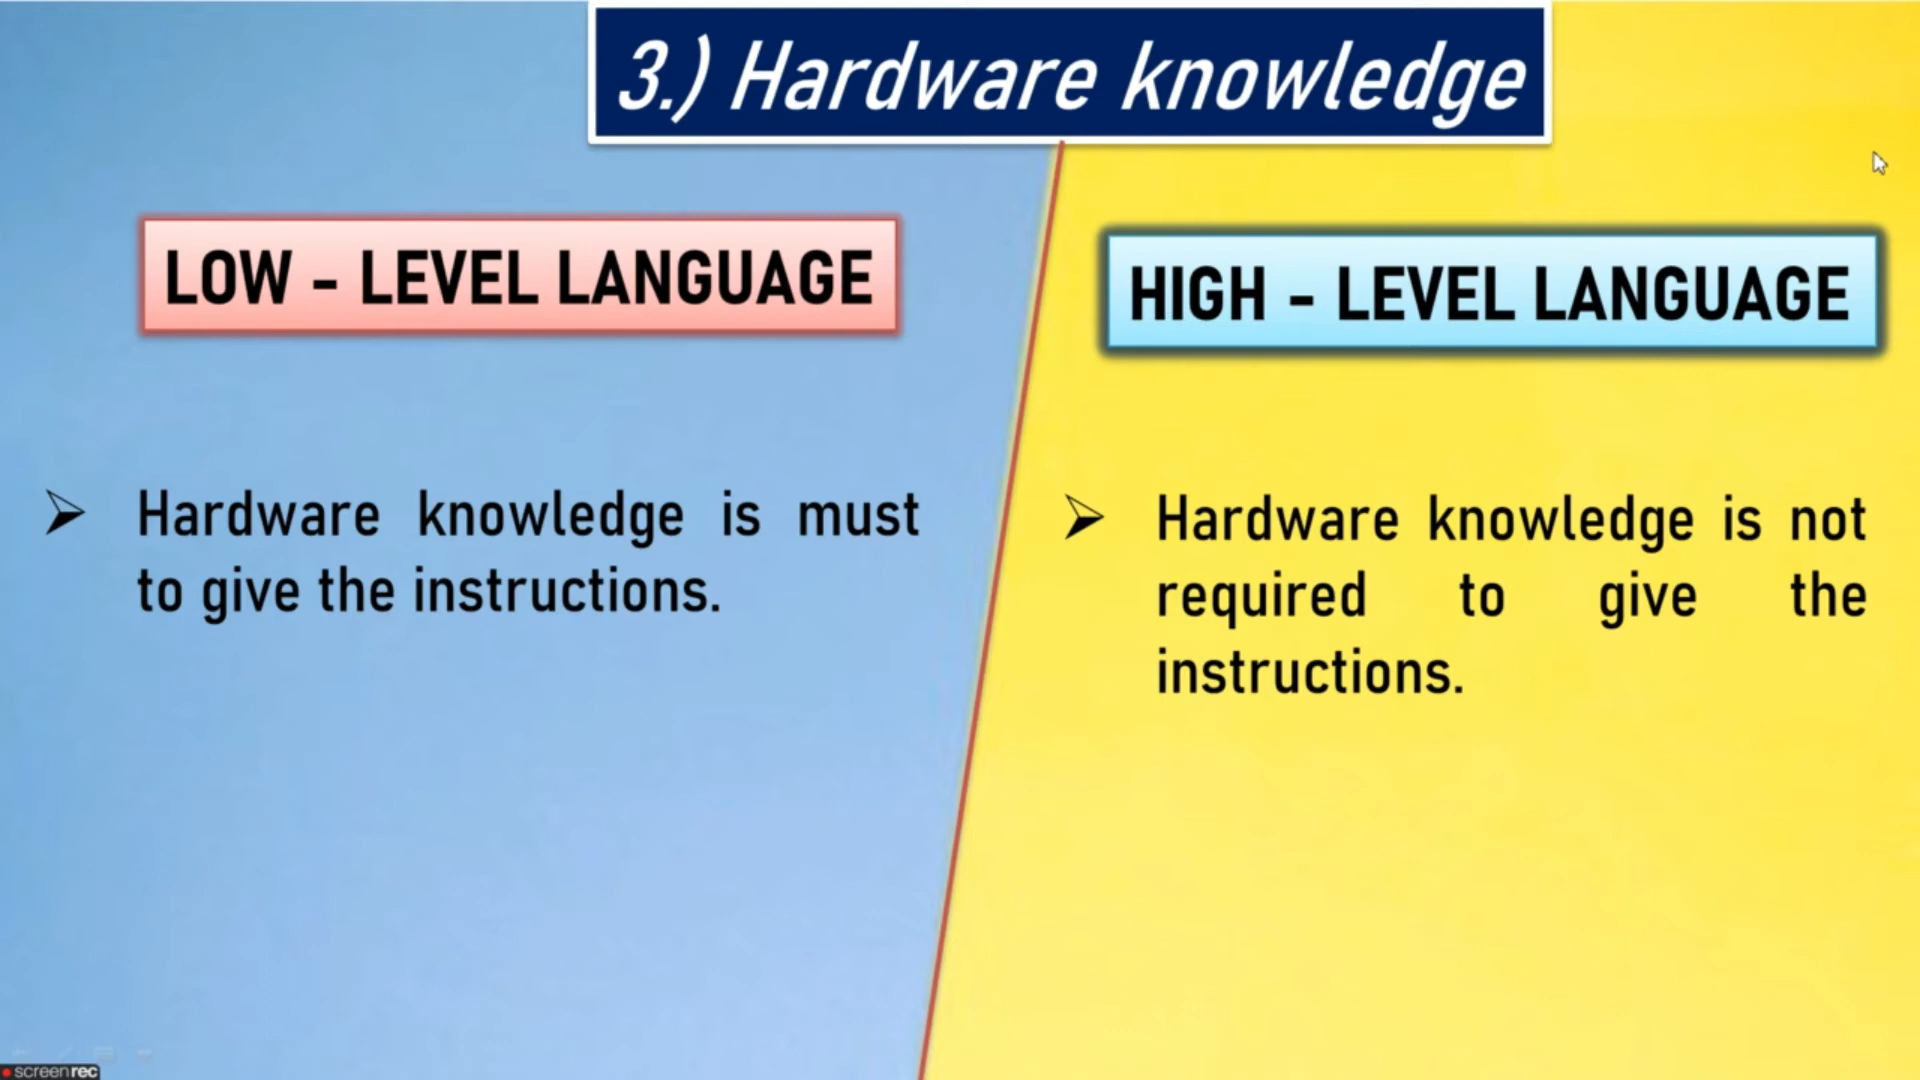 3.) Hardware knowledge
LOW - LEVEL LANGUAGE
➢ Hardware knowledge is must
to give the instructions.
HIGH - LEVEL LANGUAGE
➢ Hardware knowledge is not
required to give the
instructions.
screenrec